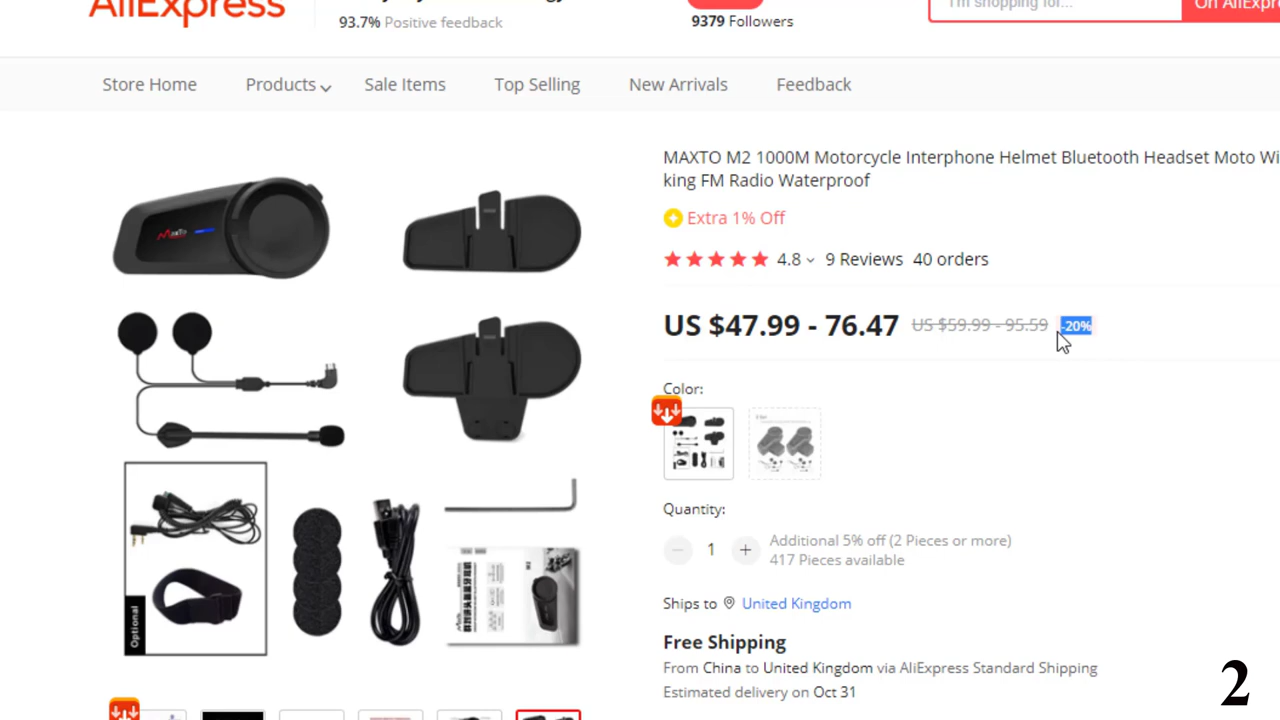 AliExpress
93.7% Positive feedback
9379 Followers
I'm shopping for...
On AliExpre
Store Home
Products
Sale Items
Top Selling
New Arrivals
Feedback
MAXTO M2 1000M Motorcycle Interphone Helmet Bluetooth Headset Moto Wi
king FM Radio Waterproof
Extra 1% Off
4.8 9 Reviews 40 orders
US $47.99 - 76.47 US $59.99 - 95.59 -20%
Color:
Quantity:
1
Additional 5% off (2 Pieces or more)
417 Pieces available
Ships to United Kingdom
Free Shipping
From China to United Kingdom via AliExpress Standard Shipping
Estimated delivery on Oct 31
MAXTO
Optional
2